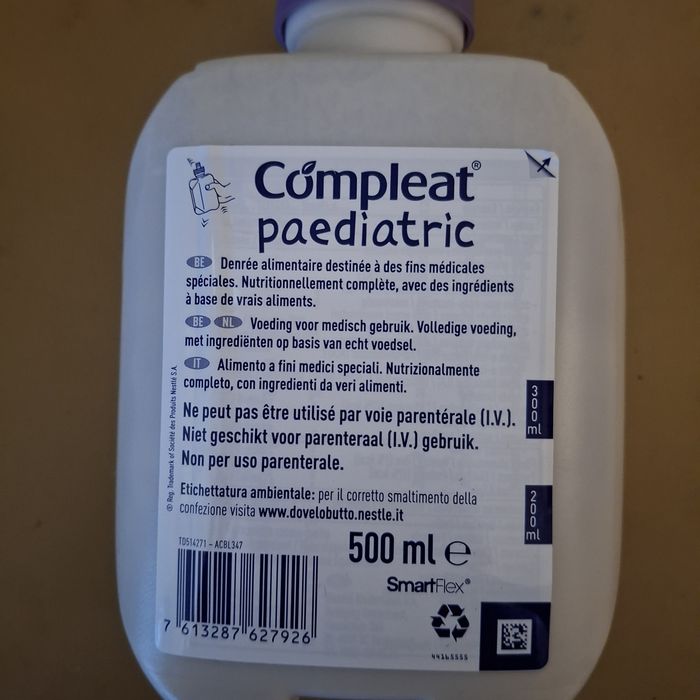 Compleat®
paediatric
BE Denrée alimentaire destinée à des fins médicales
spéciales. Nutritionnellement complète, avec des ingrédients
à base de vrais aliments.
BE NL Voeding voor medisch gebruik. Volledige voeding,
met ingrediënten op basis van echt voedsel.
IT Alimento a fini medici speciali. Nutrizionalmente
completo, con ingredienti da veri alimenti.
Ne peut pas être utilisé par voie parentérale (I.V.).
Niet geschikt voor parenteraal (I.V.) gebruik.
Non per uso parenterale.
Etichettatura ambientale: per il corretto smaltimento della
confezione visita www.dovelobutto.nestle.it
® Reg. Trademark of Société des Produits Nestlé S.A.
300 ml
200 ml
TD514271 - ACBL347
500 ml e
SmartFlex®
7 613287 627926
44165555